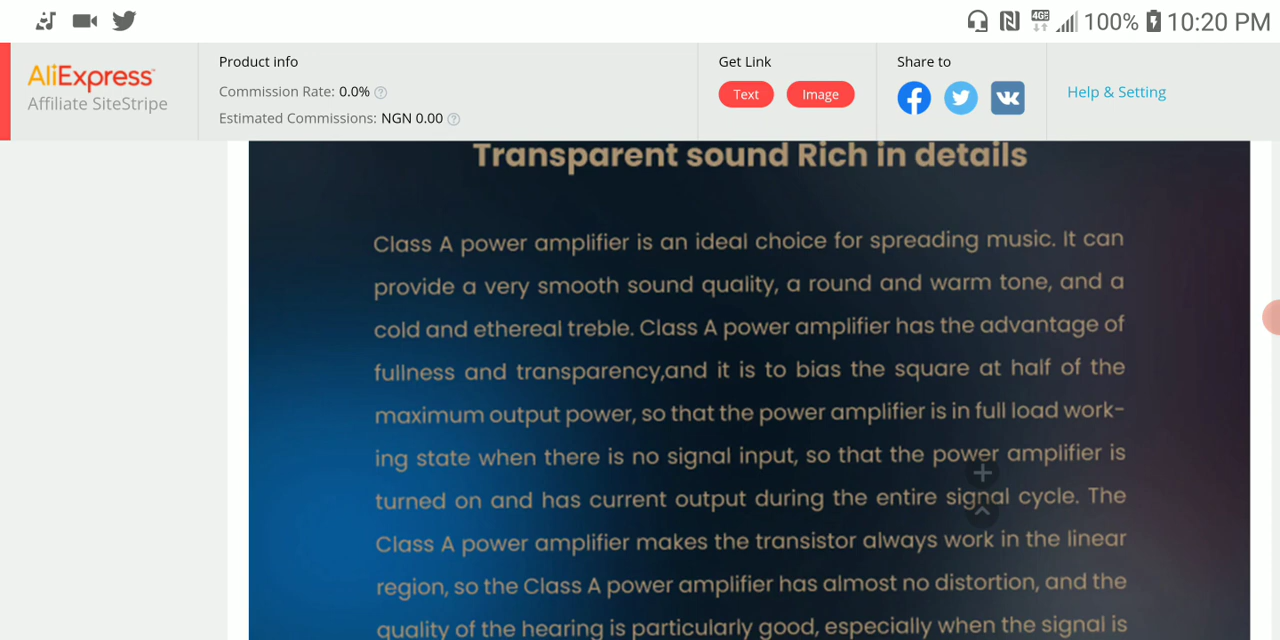 4GE 100% 10:20 PM
AliExpress
Affiliate SiteStripe
Product info
Commission Rate: 0.0%
Estimated Commissions: NGN 0.00
Get Link
Text Image
Share to
Help & Setting
Transparent sound Rich in details
Class A power amplifier is an ideal choice for spreading music. It can
provide a very smooth sound quality, a round and warm tone, and a
cold and ethereal treble. Class A power amplifier has the advantage of
fullness and transparency,and it is to bias the square at half of the
maximum output power, so that the power amplifier is in full load work-
ing state when there is no signal input, so that the power amplifier is
turned on and has current output during the entire signal cycle. The
Class A power amplifier makes the transistor always work in the linear
region, so the Class A power amplifier has almost no distortion, and the
quality of the hearing is particularly good, especially when the signal is